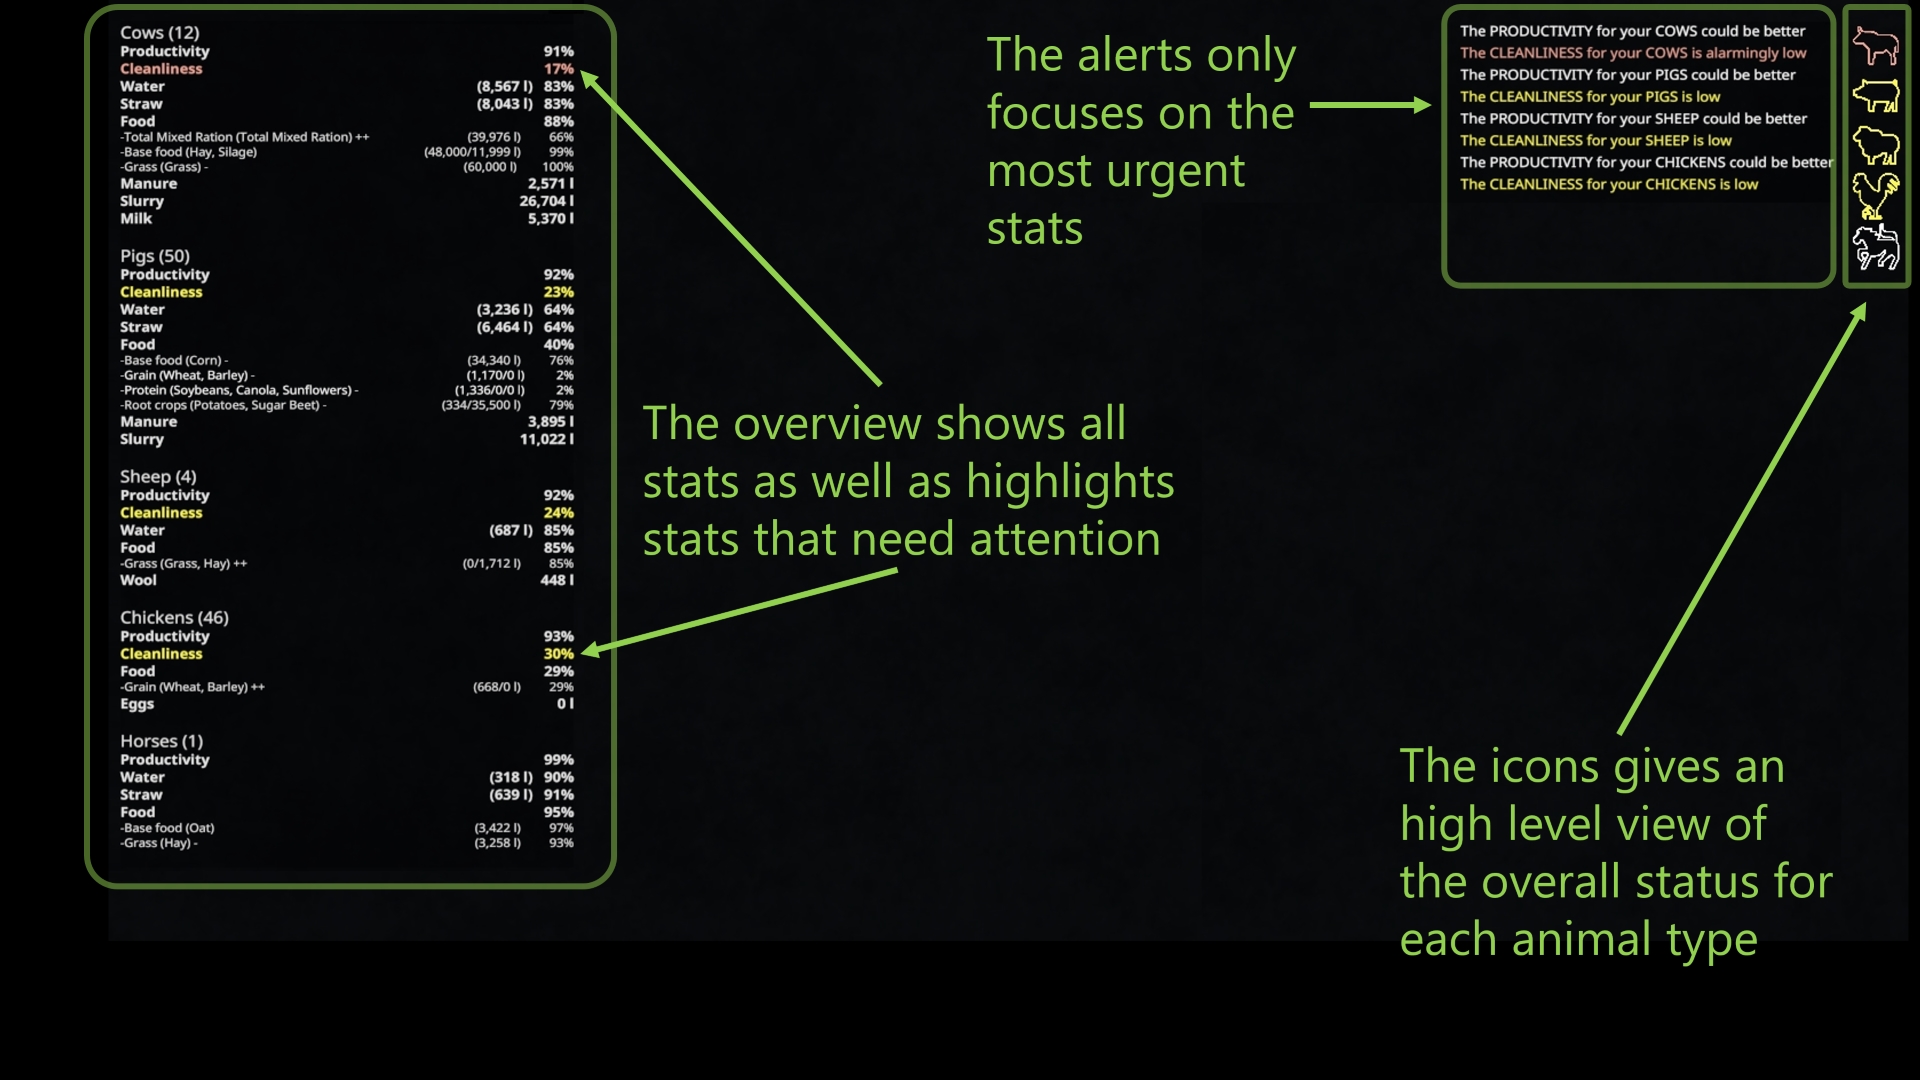 Cows (12)
Productivity 91%
Cleanliness 17%
Water (8,567 l) 83%
Straw (8,043 l) 83%
Food 88%
-Total Mixed Ration (Total Mixed Ration) ++ (39,976 l) 66%
-Base food (Hay, Silage) (48,000/11,999 l) 99%
-Grass (Grass) - (60,000 l) 100%
Manure 2,571 l
Slurry 26,704 l
Milk 5,370 l
Pigs (50)
Productivity 92%
Cleanliness 23%
Water (3,236 l) 64%
Straw (6,464 l) 64%
Food 40%
-Base food (Corn) - (34,340 l) 76%
-Grain (Wheat, Barley) - (1,170/0 l) 2%
-Protein (Soybeans, Canola, Sunflowers) - (1,336/0/0 l) 2%
-Root crops (Potatoes, Sugar Beet) - (334/35,500 l) 79%
Manure 3,895 l
Slurry 11,022 l
Sheep (4)
Productivity 92%
Cleanliness 24%
Water (687 l) 85%
Food 85%
-Grass (Grass, Hay) ++ (0/1,712 l) 85%
Wool 448 l
Chickens (46)
Productivity 93%
Cleanliness 30%
Food 29%
-Grain (Wheat, Barley) ++ (668/0 l) 29%
Eggs 0 l
Horses (1)
Productivity 99%
Water (318 l) 90%
Straw (639 l) 91%
Food 95%
-Base food (Oat) (3,422 l) 97%
-Grass (Hay) - (3,258 l) 93%
The alerts only
focuses on the
most urgent
stats
The overview shows all
stats as well as highlights
stats that need attention
The PRODUCTIVITY for your COWS could be better
The CLEANLINESS for your COWS is alarmingly low
The PRODUCTIVITY for your PIGS could be better
The CLEANLINESS for your PIGS is low
The PRODUCTIVITY for your SHEEP could be better
The CLEANLINESS for your SHEEP is low
The PRODUCTIVITY for your CHICKENS could be better
The CLEANLINESS for your CHICKENS is low
The icons gives an
high level view of
the overall status for
each animal type